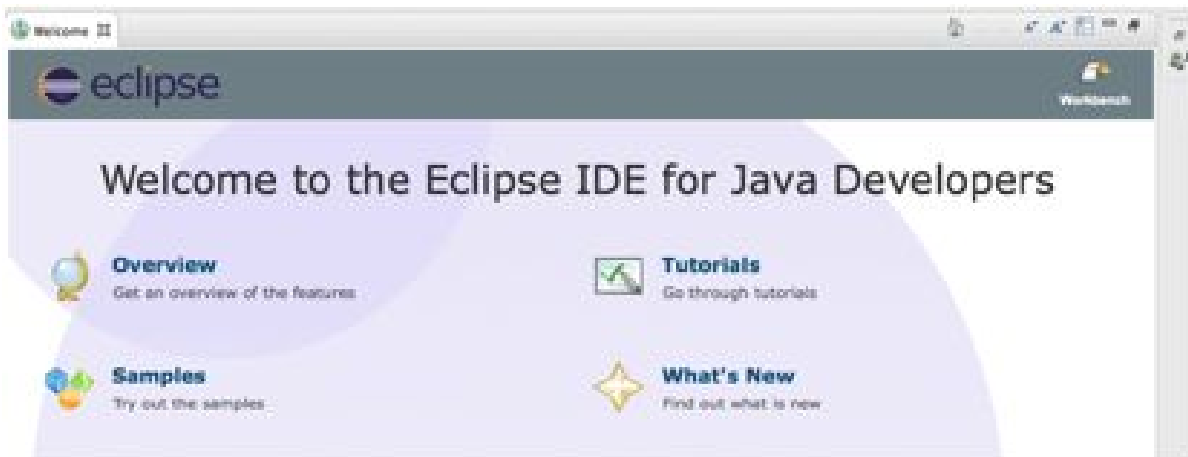 Welcome
eclipse
Workbench
Welcome to the Eclipse IDE for Java Developers
Overview
Get an overview of the features
Tutorials
Go through tutorials
Samples
Try out the samples
What's New
Find out what is new